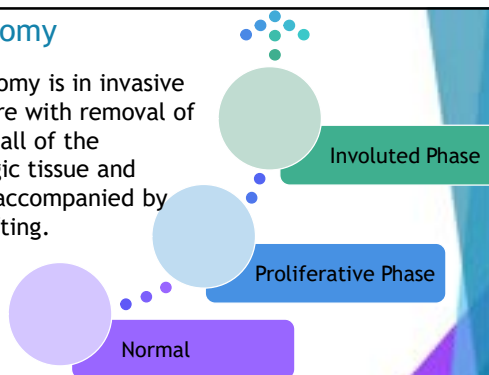 omy
omy is in invasive
re with removal of
all of the
gic tissue and
accompanied by
ting.
Involuted Phase
Proliferative Phase
Normal